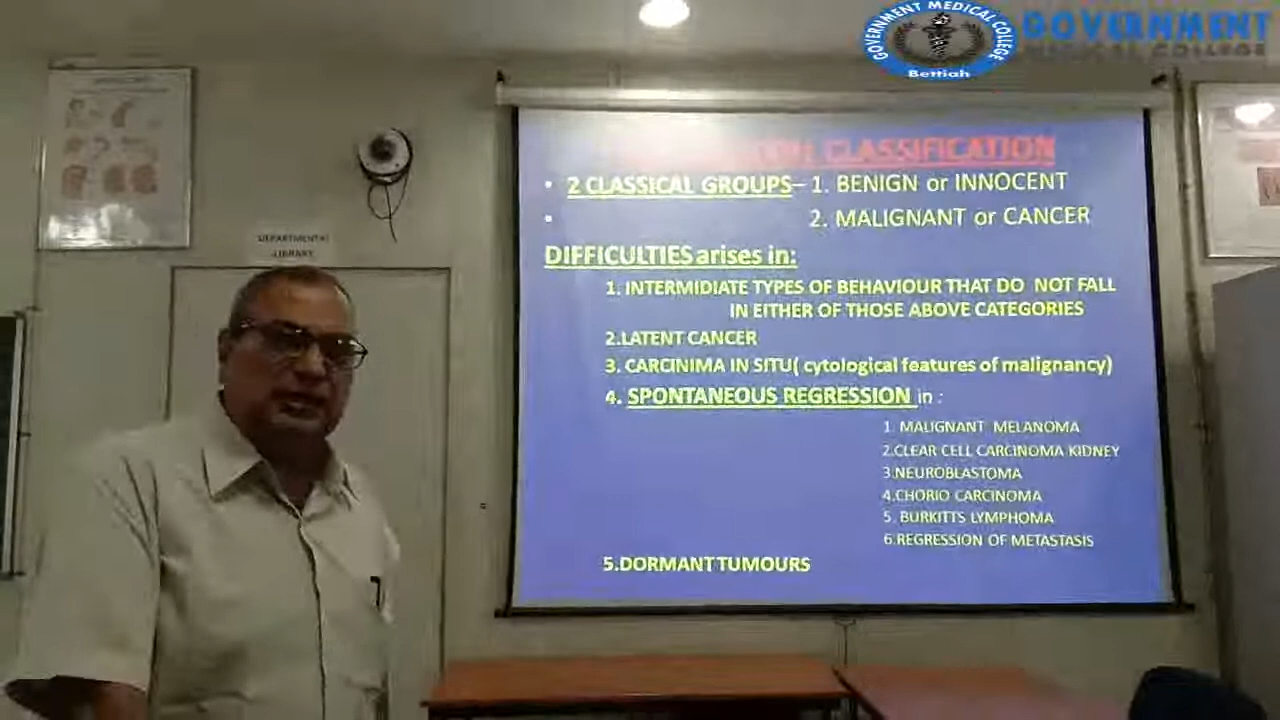 GOVERNMENT MEDICAL COLLEGE
Bettiah
GOVERNMENT
MEDICAL COLLEGE
DEPARTMENTAL
LIBRARY
CLASSIFICATION
• 2 CLASSICAL GROUPS– 1. BENIGN or INNOCENT
• 2. MALIGNANT or CANCER
DIFFICULTIES arises in:
1. INTERMIDIATE TYPES OF BEHAVIOUR THAT DO NOT FALL
IN EITHER OF THOSE ABOVE CATEGORIES
2.LATENT CANCER
3. CARCINIMA IN SITU( cytological features of malignancy)
4. SPONTANEOUS REGRESSION in :
1. MALIGNANT MELANOMA
2.CLEAR CELL CARCINOMA KIDNEY
3.NEUROBLASTOMA
4.CHORIO CARCINOMA
5. BURKITTS LYMPHOMA
6.REGRESSION OF METASTASIS
5.DORMANT TUMOURS